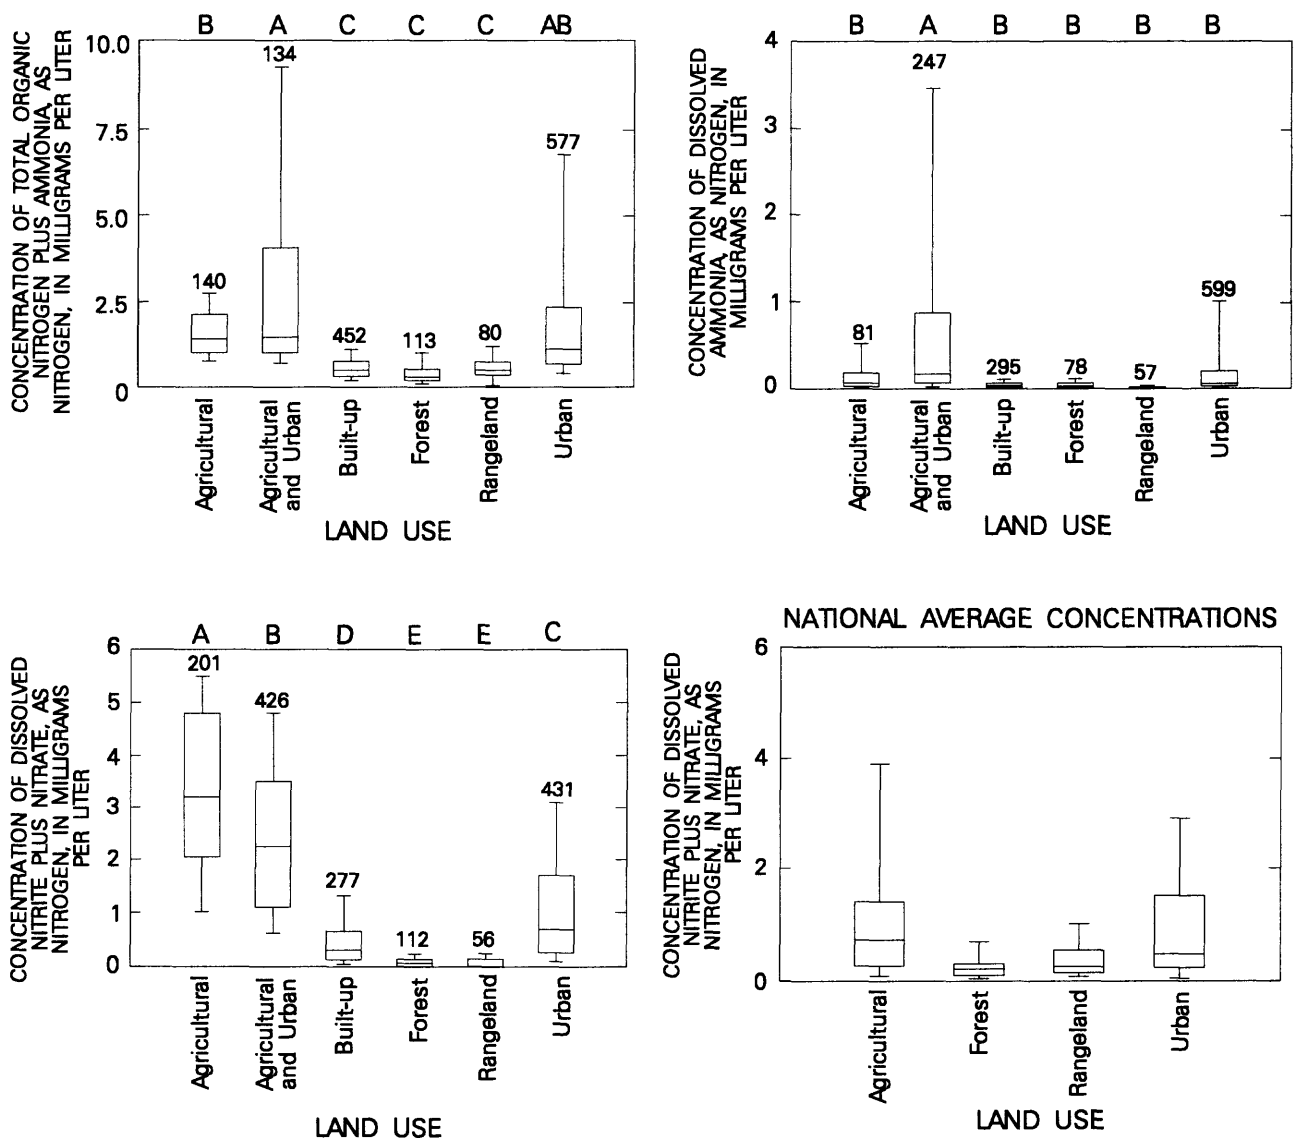 B A C C C AB
CONCENTRATION OF TOTAL ORGANIC
NITROGEN PLUS AMMONIA, AS
NITROGEN, IN MILLIGRAMS PER LITER
10.0
7.5
5.0
2.5
0
140
134
452
113
80
577
Agricultural
Agricultural
and Urban
Built-up
Forest
Rangeland
Urban
LAND USE
B A B B B B
CONCENTRATION OF DISSOLVED
AMMONIA, AS NITROGEN, IN
MILLIGRAMS PER LITER
4
3
2
1
0
81
247
295
78
57
599
Agricultural
Agricultural
and Urban
Built-up
Forest
Rangeland
Urban
LAND USE
A B D E E C
CONCENTRATION OF DISSOLVED
NITRITE PLUS NITRATE, AS
NITROGEN, IN MILLIGRAMS
PER LITER
6
5
4
3
2
1
0
201
426
277
112
56
431
Agricultural
Agricultural
and Urban
Built-up
Forest
Rangeland
Urban
LAND USE
NATIONAL AVERAGE CONCENTRATIONS
CONCENTRATION OF DISSOLVED
NITRITE PLUS NITRATE, AS
NITROGEN, IN MILLIGRAMS
PER LITER
6
4
2
0
Agricultural
Forest
Rangeland
Urban
LAND USE